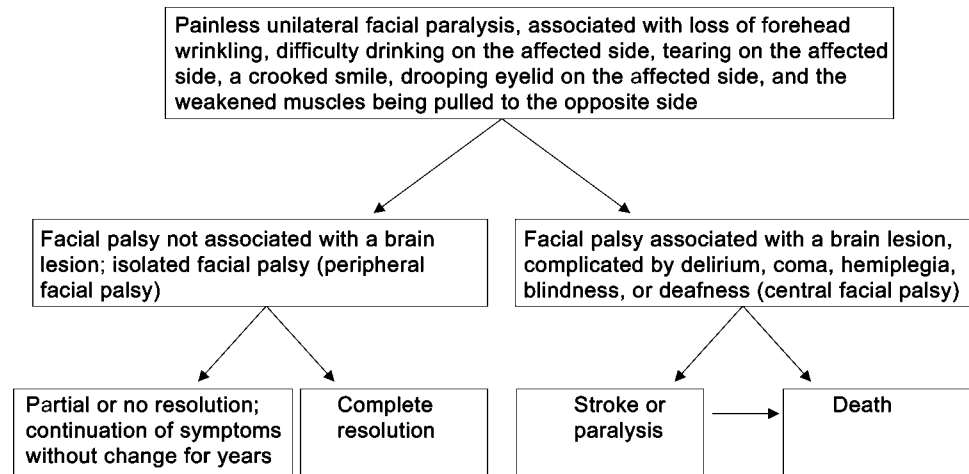 Painless unilateral facial paralysis, associated with loss of forehead
wrinkling, difficulty drinking on the affected side, tearing on the affected
side, a crooked smile, drooping eyelid on the affected side, and the
weakened muscles being pulled to the opposite side
Facial palsy not associated with a brain
lesion; isolated facial palsy (peripheral
facial palsy)
Facial palsy associated with a brain lesion,
complicated by delirium, coma, hemiplegia,
blindness, or deafness (central facial palsy)
Partial or no resolution;
continuation of symptoms
without change for years
Complete
resolution
Stroke or
paralysis
Death